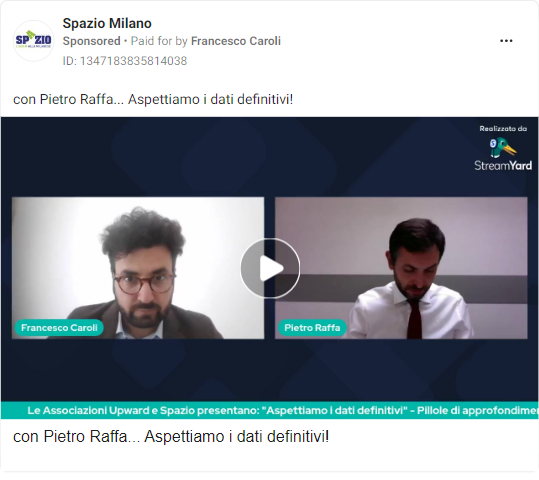 Spazio Milano
Sponsored • Paid for by Francesco Caroli
ID: 1347183835814038
SPAZIO
con Pietro Raffa... Aspettiamo i dati definitivi!
Realizzato da
StreamYard
Francesco Caroli
Pietro Raffa
Le Associazioni Upward e Spazio presentano: "Aspettiamo i dati definitivi" - Pillole di approfondimen
con Pietro Raffa... Aspettiamo i dati definitivi!